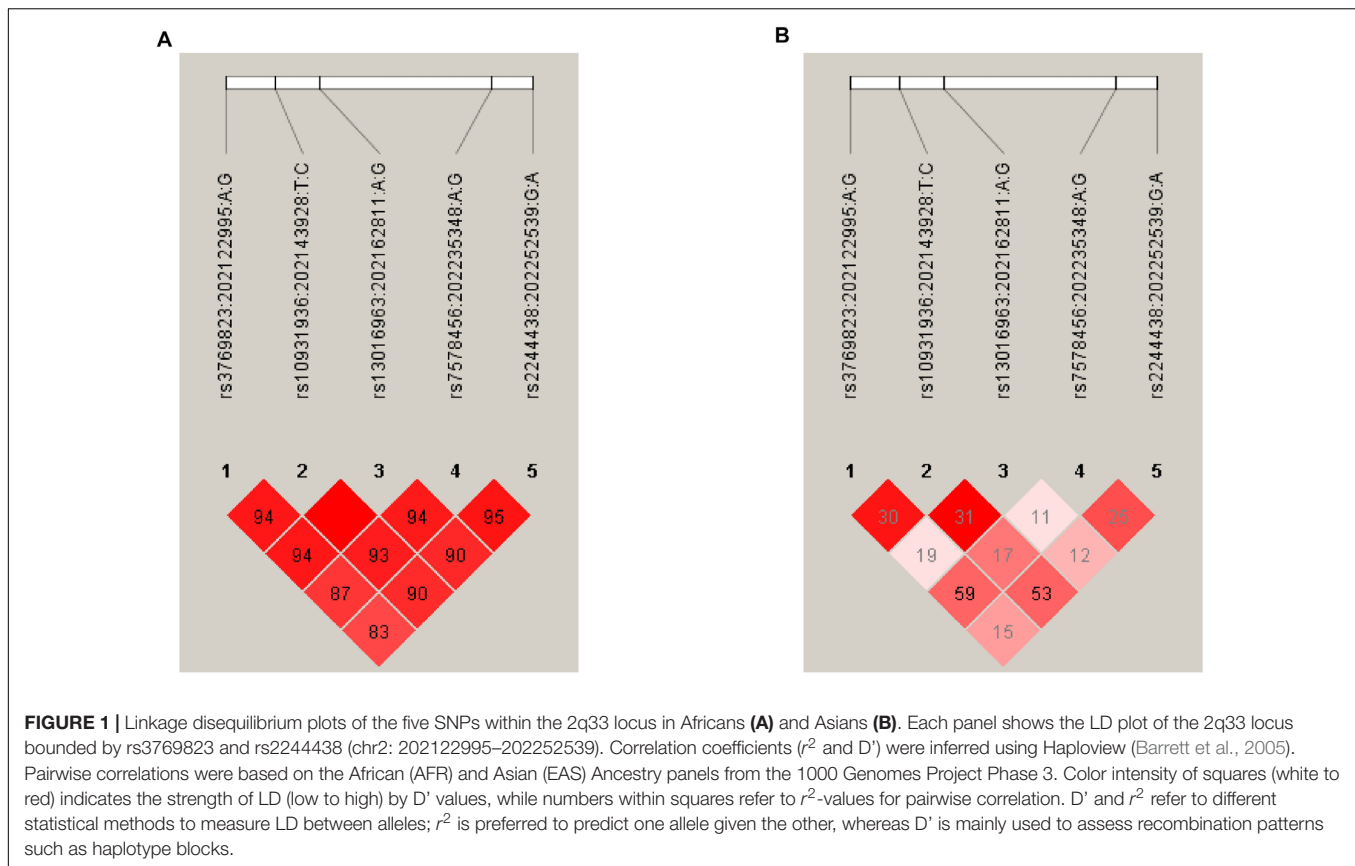 A
B
rs3769823:202122995:A:G
rs10931936:202143928:T:C
rs13016963:202162811:A:G
rs7578456:202235348:A:G
rs2244438:202252539:G:A
rs3769823:202122995:A:G
rs10931936:202143928:T:C
rs13016963:202162811:A:G
rs7578456:202235348:A:G
rs2244438:202252539:G:A
1 2 3 4 5
94 94 95
94 93 90
87 90
83
1 2 3 4 5
30 31 11 25
19 17 12
59 53
15
FIGURE 1 | Linkage disequilibrium plots of the five SNPs within the 2q33 locus in Africans (A) and Asians (B). Each panel shows the LD plot of the 2q33 locus
bounded by rs3769823 and rs2244438 (chr2: 202122995–202252539). Correlation coefficients (r² and D’) were inferred using Haploview (Barrett et al., 2005).
Pairwise correlations were based on the African (AFR) and Asian (EAS) Ancestry panels from the 1000 Genomes Project Phase 3. Color intensity of squares (white to
red) indicates the strength of LD (low to high) by D’ values, while numbers within squares refer to r²-values for pairwise correlation. D’ and r² refer to different
statistical methods to measure LD between alleles; r² is preferred to predict one allele given the other, whereas D’ is mainly used to assess recombination patterns
such as haplotype blocks.